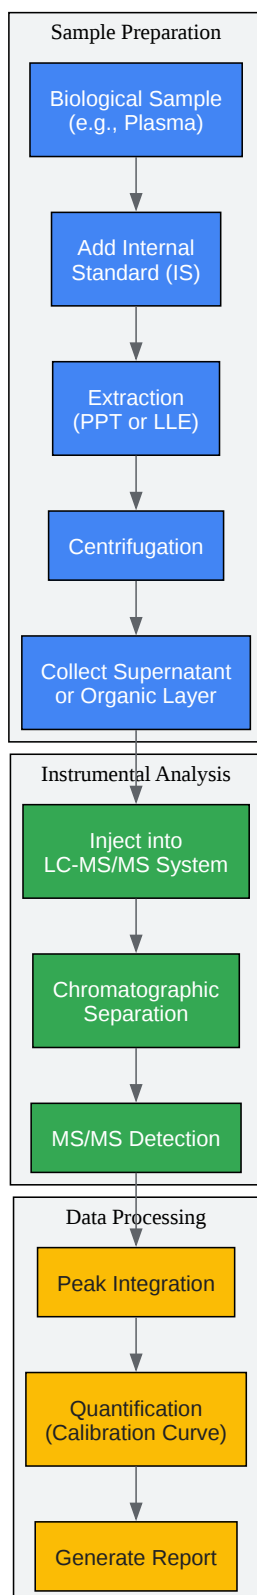 Sample Preparation
Biological Sample
(e.g., Plasma)
Add Internal
Standard (IS)
Extraction
(PPT or LLE)
Centrifugation
Collect Supernatant
or Organic Layer
Instrumental Analysis
Inject into
LC-MS/MS System
Chromatographic
Separation
MS/MS Detection
Data Processing
Peak Integration
Quantification
(Calibration Curve)
Generate Report